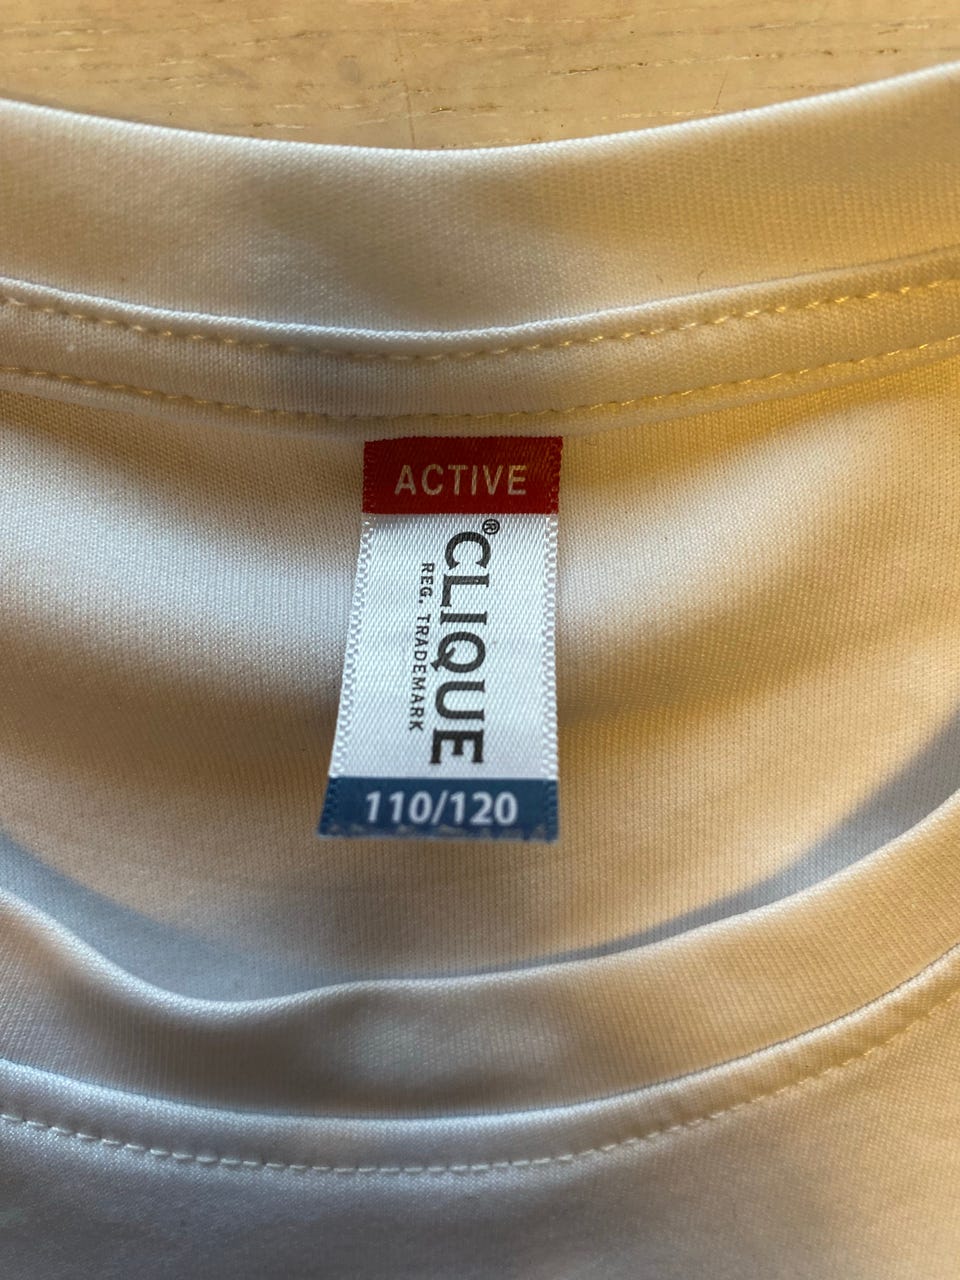 ACTIVE
CLIQUE®
REG. TRADEMARK
110/120